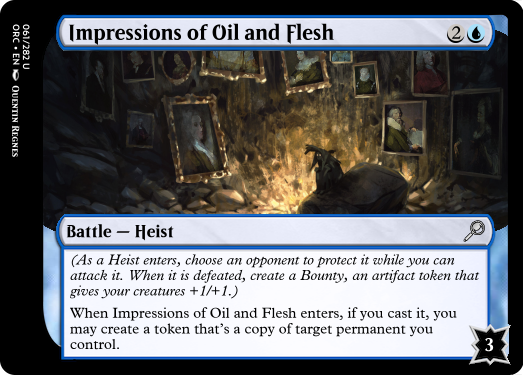 Impressions of Oil and Flesh
2
Battle — Heist
(As a Heist enters, choose an opponent to protect it while you can
attack it. When it is defeated, create a Bounty, an artifact token that
gives your creatures +1/+1.)
When Impressions of Oil and Flesh enters, if you cast it, you
may create a token that's a copy of target permanent you
control.
3
061/282 U
ORC • EN Quentin Regnes